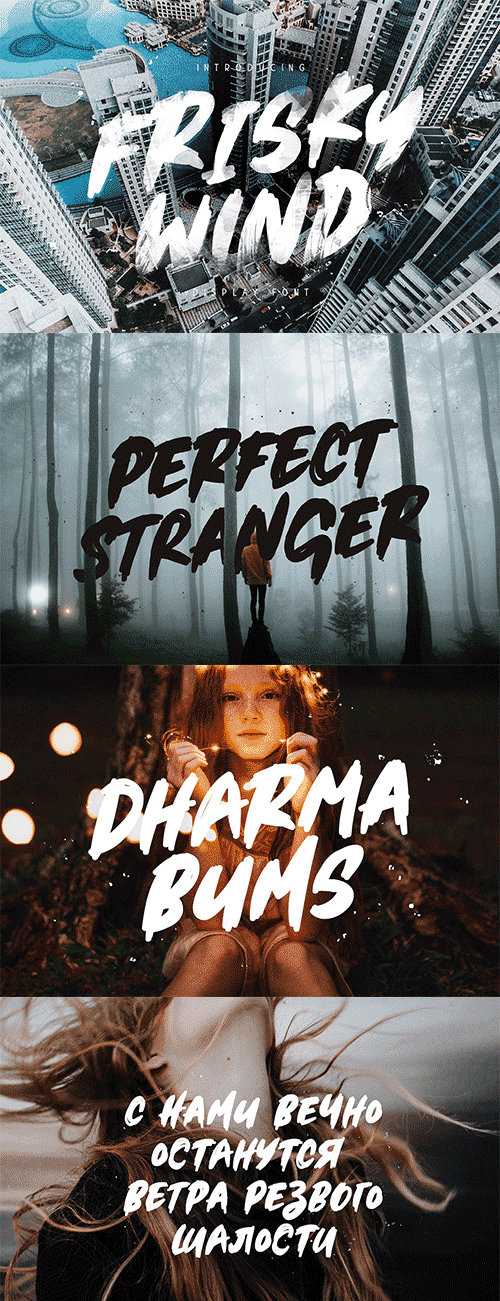 INTRODUCING
FRISKY
WIND
DISPLAY FONT
PERFECT
STRANGER
DHARMA
BUMS
С НАМИ ВЕЧНО
ОСТАНУТСЯ
ВЕТРА РЕЗВОГО
ШАЛОСТИ